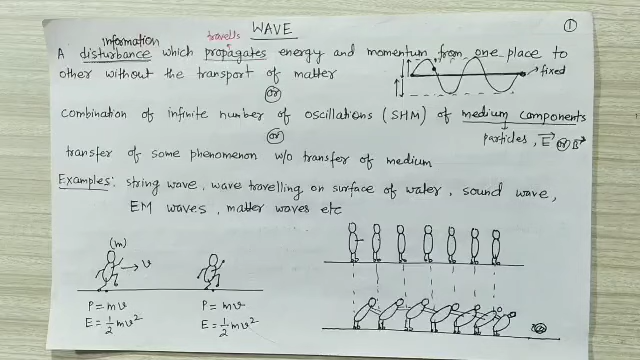 WAVE
①
information
travells
A disturbance which propagates energy and momentum from one place to
other without the transport of matter
fixed
(or)
combination of infinite number of oscillations (SHM) of medium components
(or)
particles, E⃗ (or) B⃗
transfer of some phenomenon w/o transfer of medium
Examples: string wave, wave travelling on surface of water, sound wave,
EM waves, matter waves etc
(m)
v
P = mv
E = ½ mv²
P = mv
E = ½ mv²